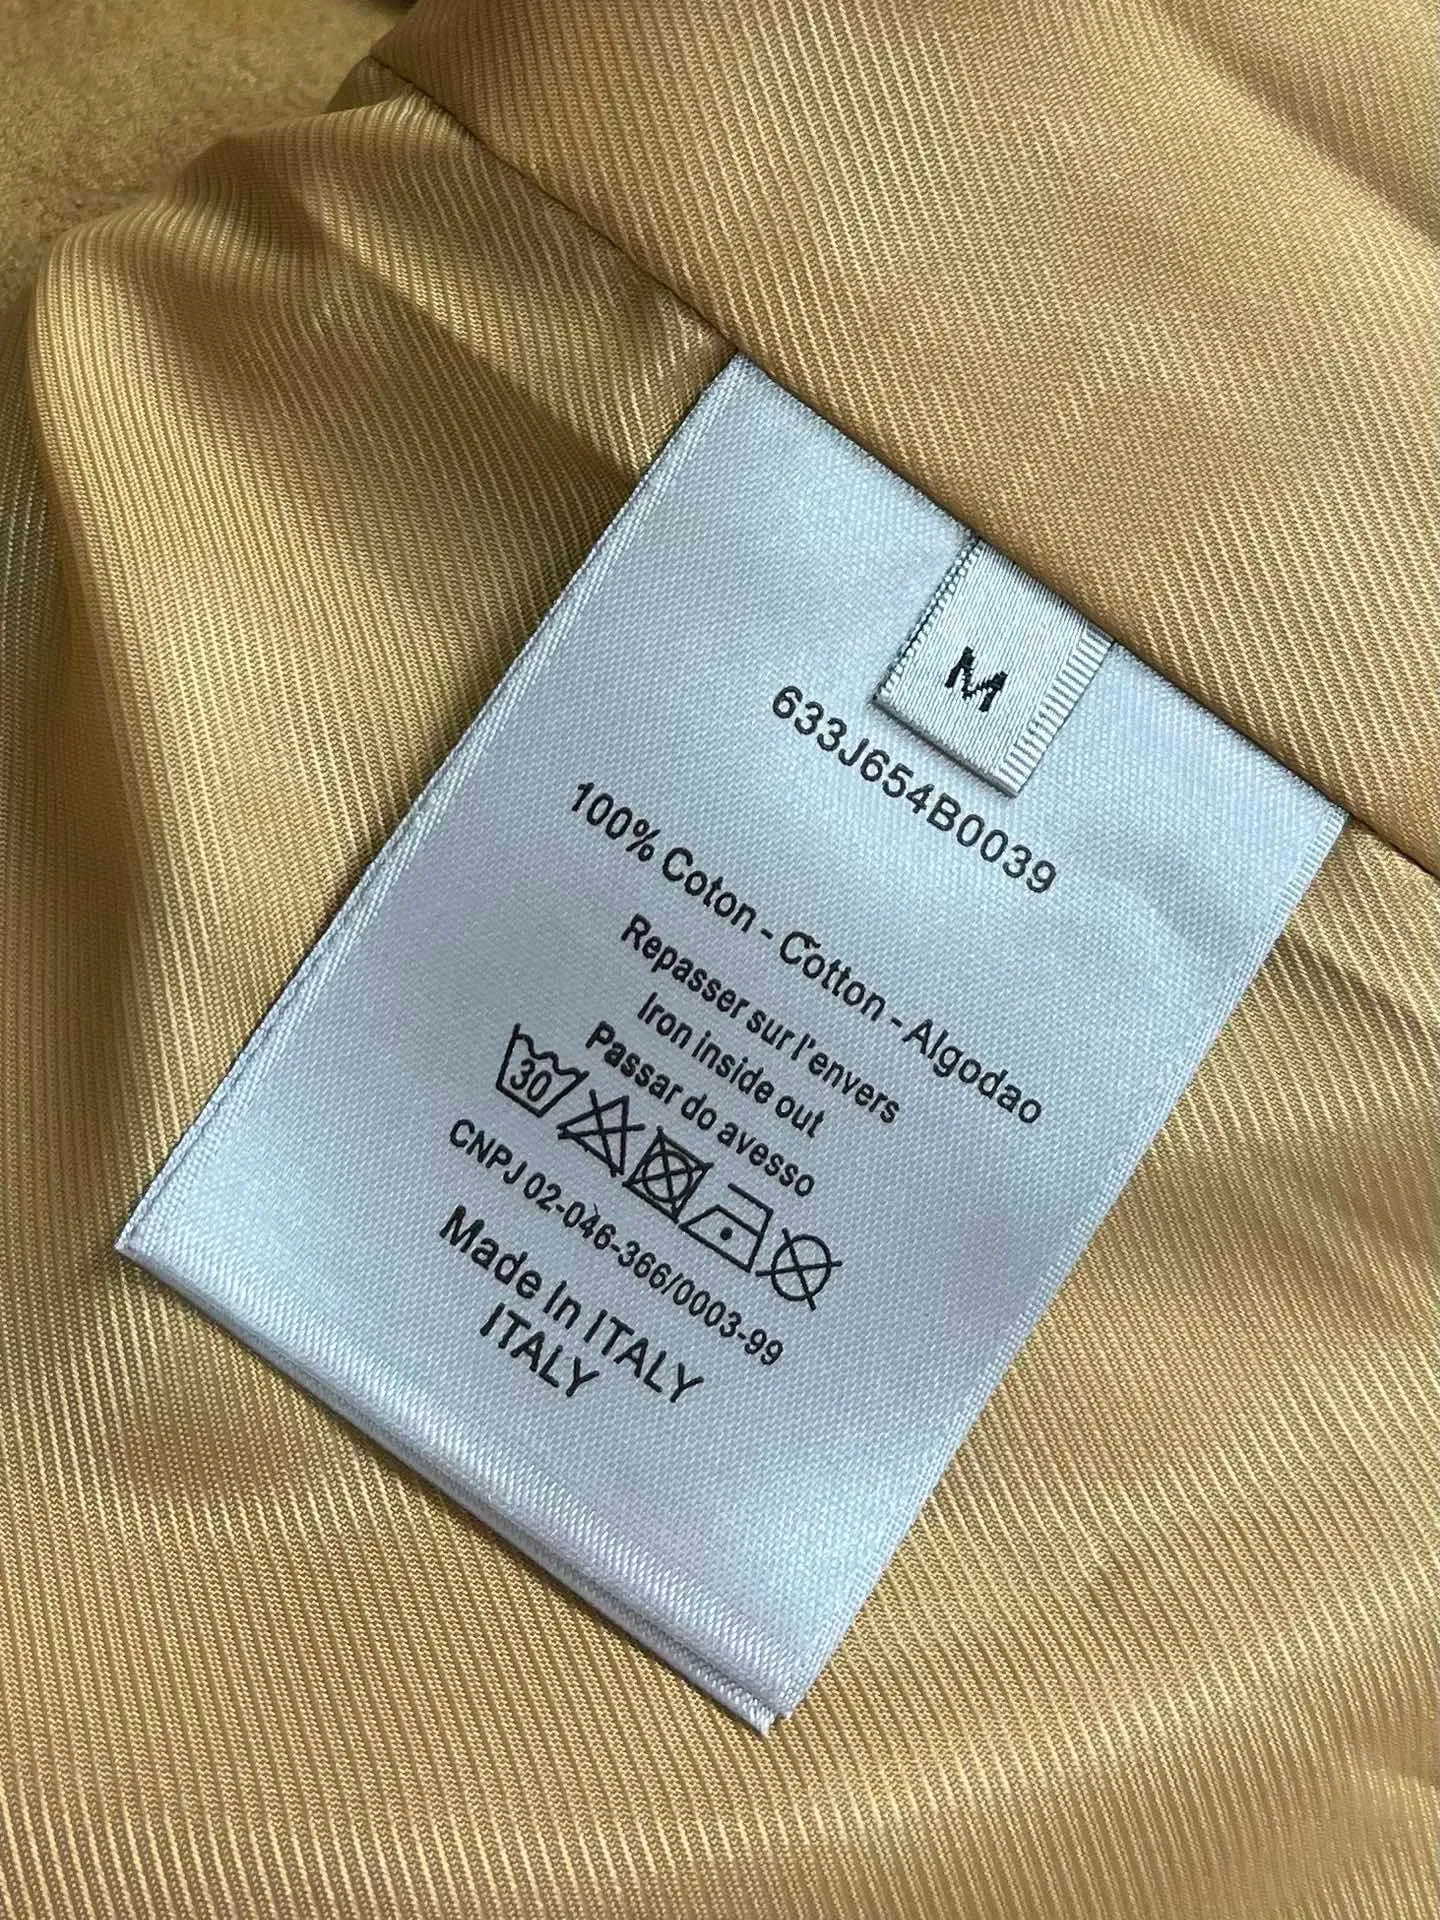 M
633J654B0039
100% Coton - Cotton - Algodao
Repasser sur l'envers
Iron inside out
Passar do avesso
30
CNPJ 02-046-366/0003-99
Made In ITALY
ITALY